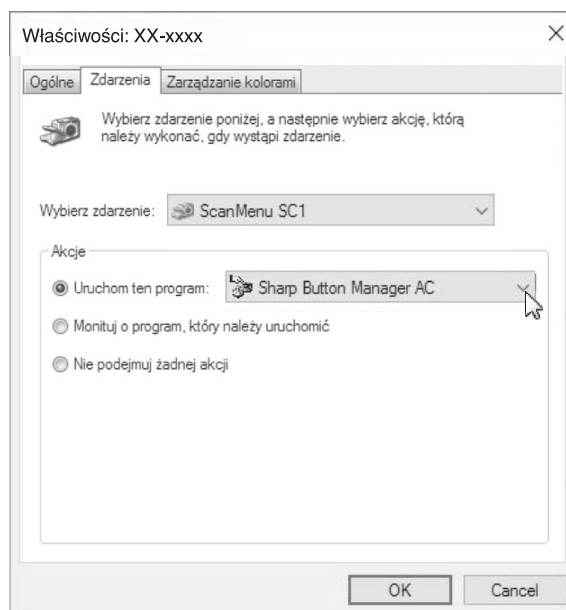 Właściwości: XX-xxxx
Ogólne Zdarzenia Zarządzanie kolorami
Wybierz zdarzenie poniżej, a następnie wybierz akcję, którą
należy wykonać, gdy wystąpi zdarzenie.
Wybierz zdarzenie: ScanMenu SC1
Akcje
Uruchom ten program: Sharp Button Manager AC
Monituj o program, który należy uruchomić
Nie podejmuj żadnej akcji
OK Cancel